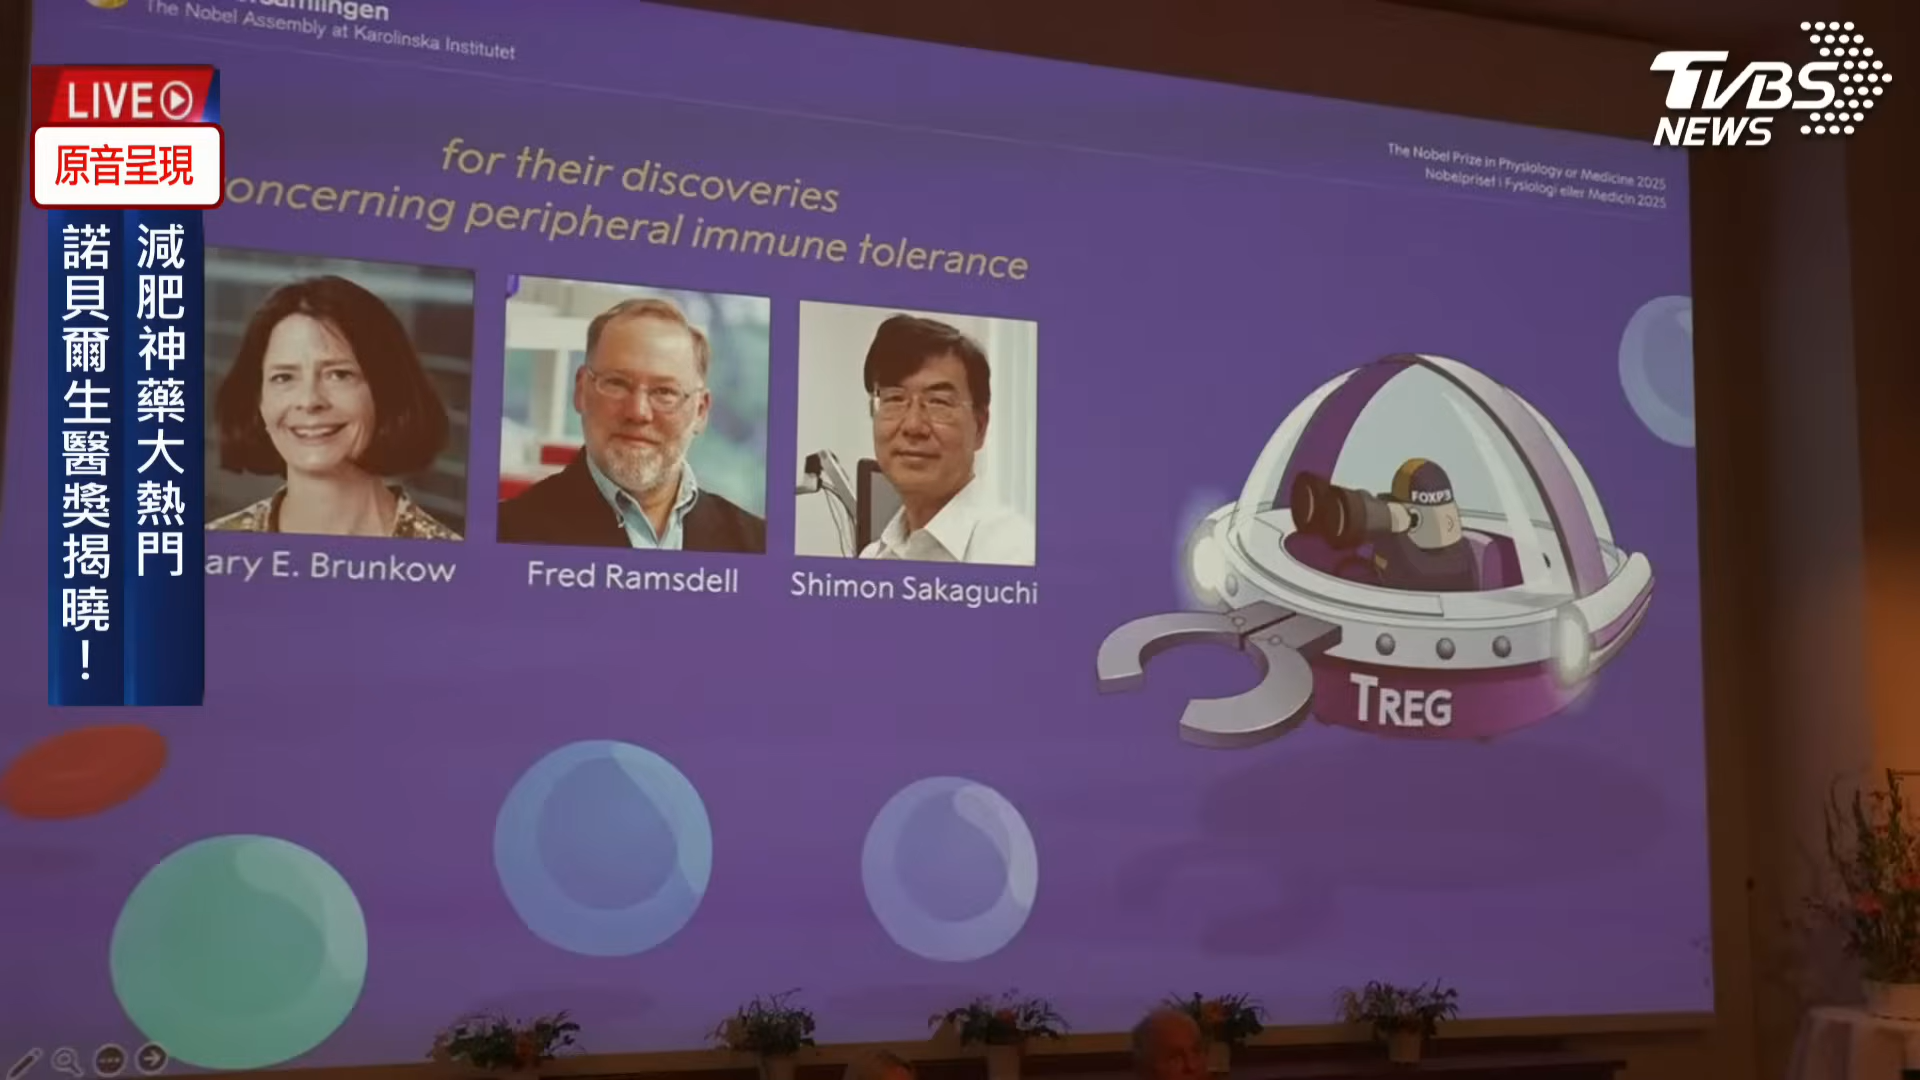 The Nobel Assembly at Karolinska Institutet
LIVE
原音呈現
減肥神藥大熱門
諾貝爾生醫獎揭曉！
TVBS
NEWS
The Nobel Prize in Physiology or Medicine 2025
Nobelpriset i Fysiologi eller Medicin 2025
for their discoveries
concerning peripheral immune tolerance
ary E. Brunkow
Fred Ramsdell
Shimon Sakaguchi
FOXP3
TREG